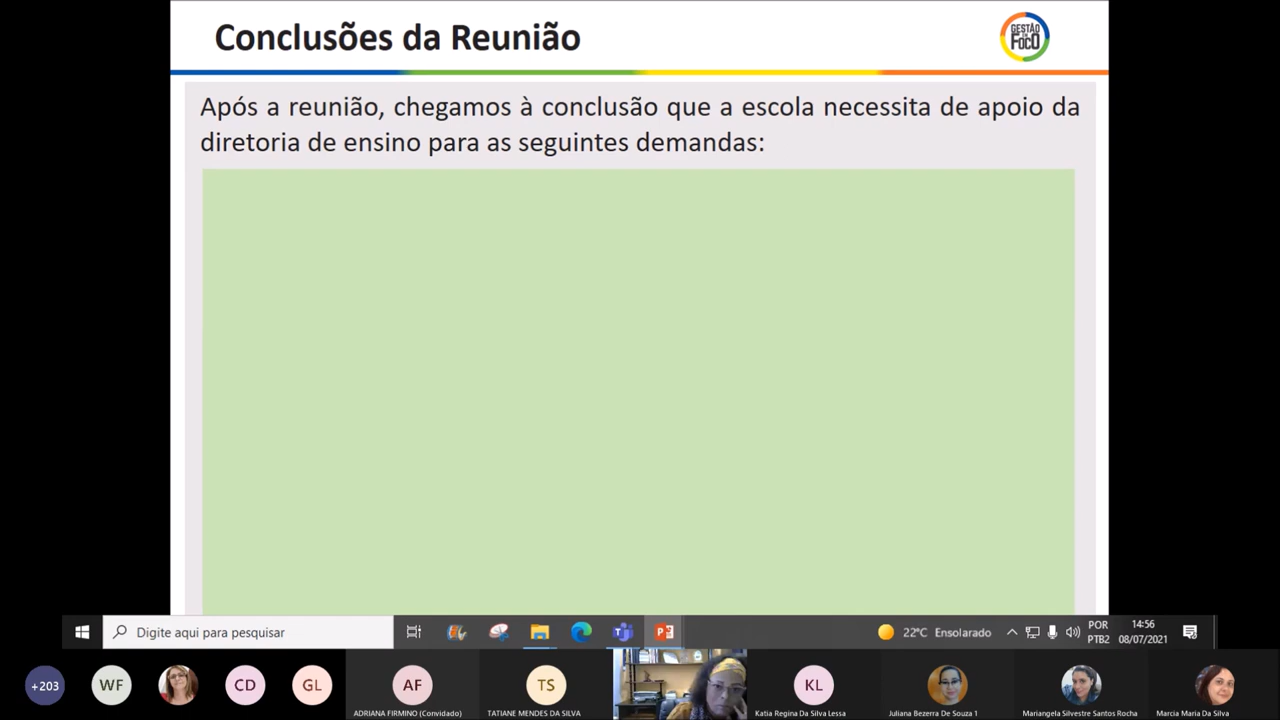 Conclusões da Reunião
GESTÃO
EM
FOCO
Após a reunião, chegamos à conclusão que a escola necessita de apoio da
diretoria de ensino para as seguintes demandas:
Digite aqui para pesquisar
22°C Ensolarado
POR
PTB2
14:56
08/07/2021
+203
WF
CD
GL
AF
TS
KL
ADRIANA FIRMINO (Convidado)
TATIANE MENDES DA SILVA
Katia Regina Da Silva Lessa
Juliana Bezerra De Souza 1
Mariangela Silvestre Santos Rocha
Marcia Maria Da Silva